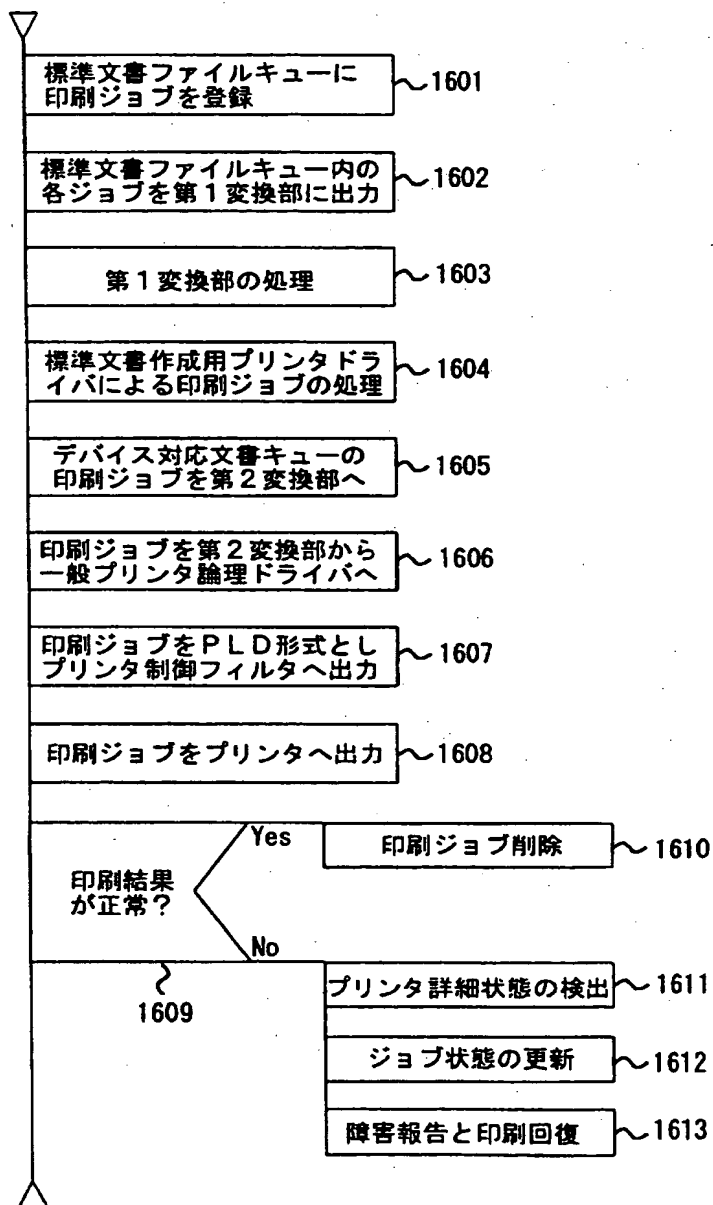 標準文書ファイルキューに
印刷ジョブを登録
1601
標準文書ファイルキュー内の
各ジョブを第1変換部に出力
1602
第1変換部の処理
1603
標準文書作成用プリンタドラ
イバによる印刷ジョブの処理
1604
デバイス対応文書キューの
印刷ジョブを第2変換部へ
1605
印刷ジョブを第2変換部から
一般プリンタ論理ドライバへ
1606
印刷ジョブをPLD形式とし
プリンタ制御フィルタへ出力
1607
印刷ジョブをプリンタへ出力
1608
印刷結果
が正常?
1609
Yes
印刷ジョブ削除
1610
No
プリンタ詳細状態の検出
1611
ジョブ状態の更新
1612
障害報告と印刷回復
1613